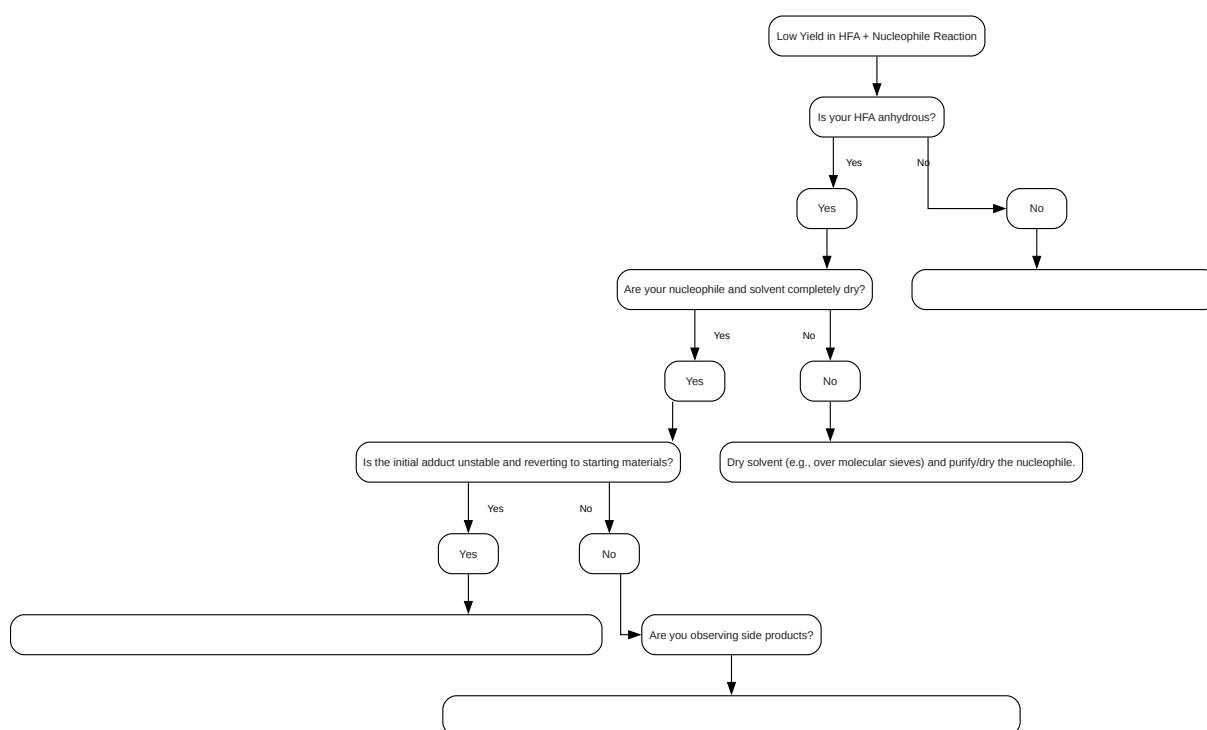 Low Yield in HFA + Nucleophile Reaction
Is your HFA anhydrous?
Yes
No
Yes
No
Are your nucleophile and solvent completely dry?
Yes
No
Yes
No
Is the initial adduct unstable and reverting to starting materials?
Dry solvent (e.g., over molecular sieves) and purify/dry the nucleophile.
Yes
No
Yes
No
Are you observing side products?